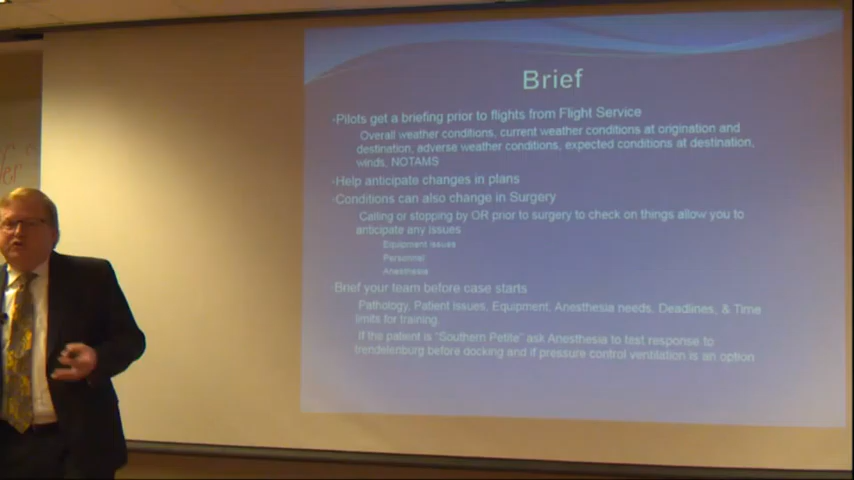 der
Brief
Pilots get a briefing prior to flights from Flight Service
Overall weather conditions, current weather conditions at origination and
destination, adverse weather conditions, expected conditions at destination,
winds, NOTAMS
Help anticipate changes in plans
Conditions can also change in Surgery
Calling or stopping by OR prior to surgery to check on things allow you to
anticipate any issues
Equipment issues
Personnel
Anesthesia
Brief your team before case starts
Pathology, Patient issues, Equipment, Anesthesia needs, Deadlines, & Time
limits for training.
If the patient is "Southern Petite" ask Anesthesia to test response to
trendelenburg before docking and if pressure control ventilation is an option